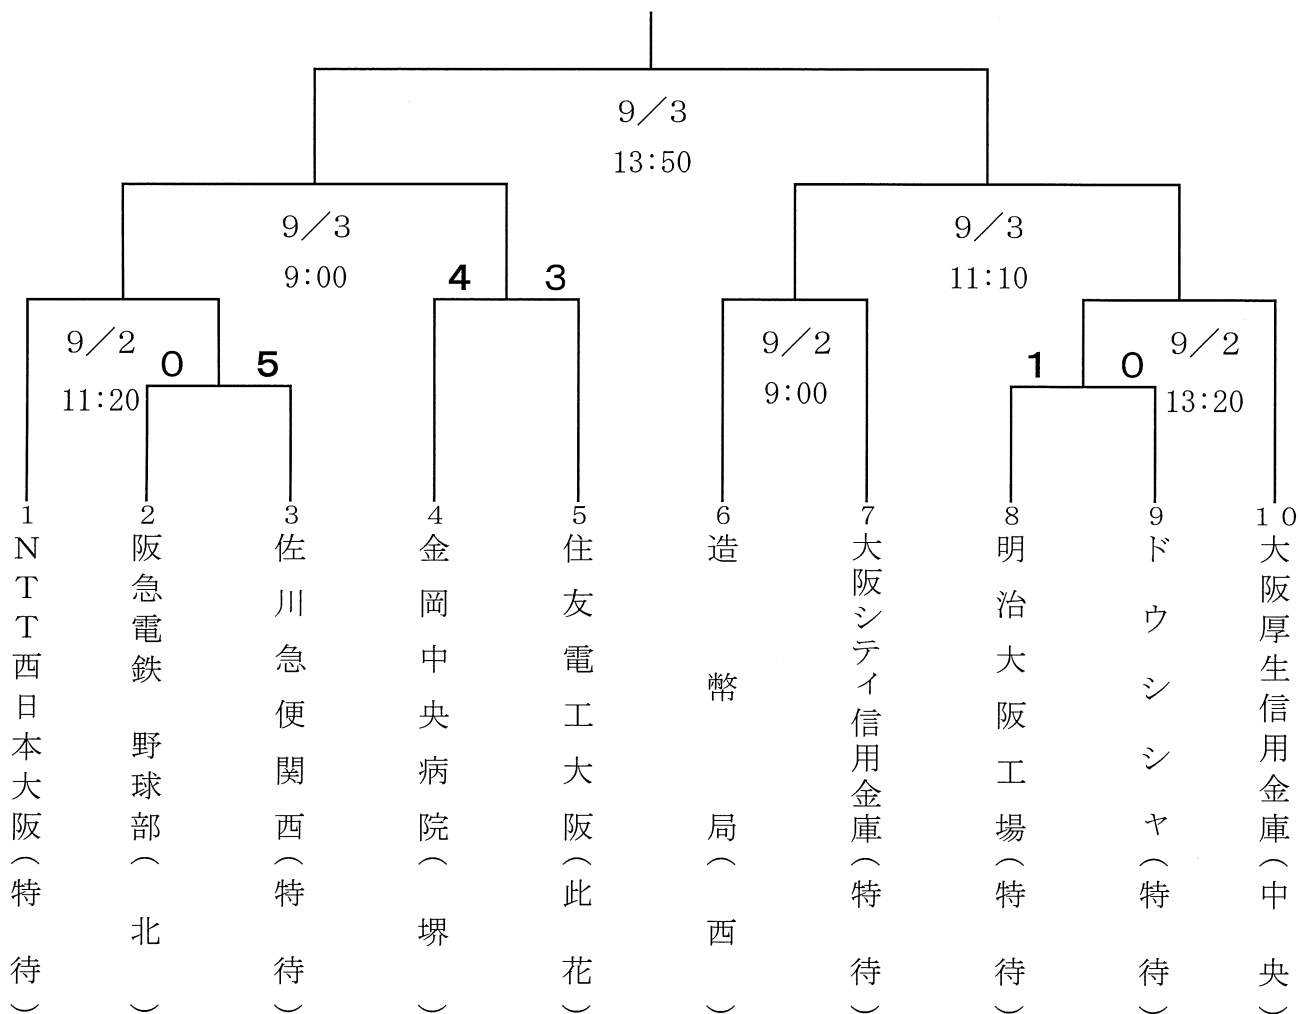 9／3
13:50
9／3
9:00
9／3
11:10
4 3
9／2
11:20
0 5
9／2
9:00
1 0
9／2
13:20
1
NTT西日本大阪(特待)
2
阪急電鉄 野球部(北)
3
佐川急便関西(特待)
4
金岡中央病院(堺)
5
住友電工大阪(此花)
6
造幣局(西)
7
大阪シティ信用金庫(特待)
8
明治大阪工場(特待)
9
ドウシシャ(特待)
10
大阪厚生信用金庫(中央)